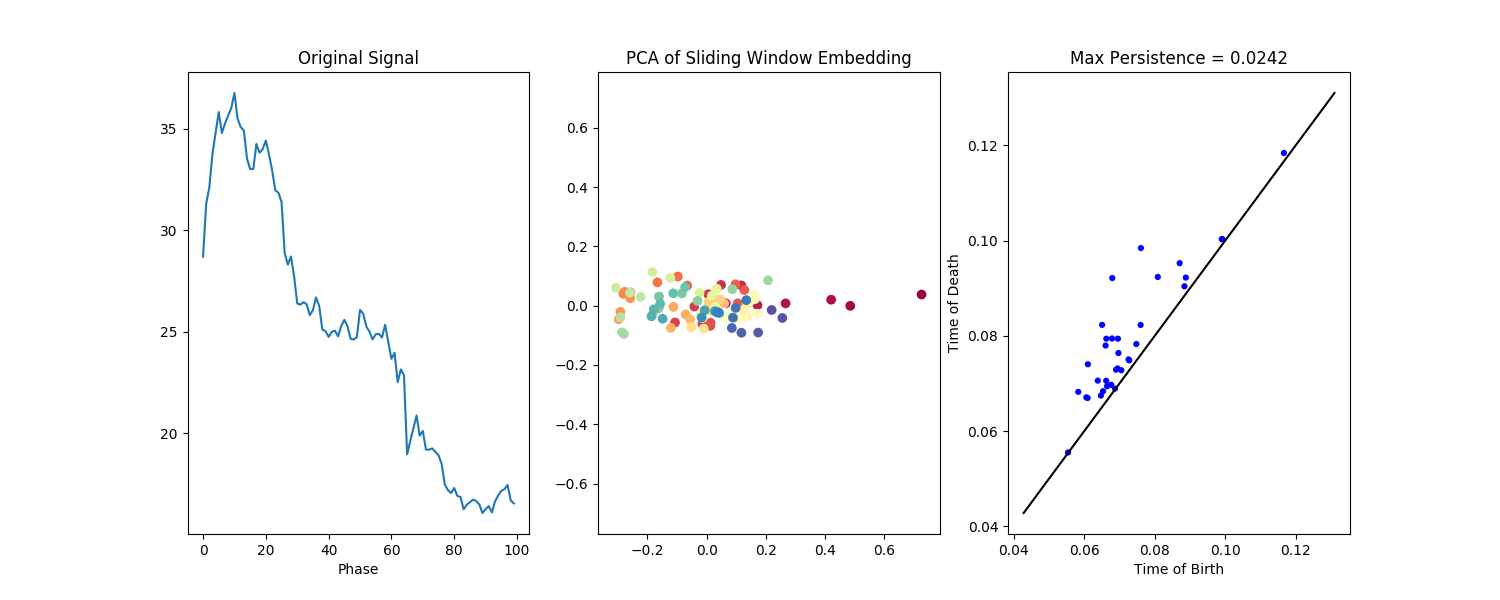 Original Signal
35
30
25
20
0 20 40 60 80 100
Phase
PCA of Sliding Window Embedding
0.6
0.4
0.2
0.0
−0.2
−0.4
−0.6
−0.2 0.0 0.2 0.4 0.6
Max Persistence = 0.0242
Time of Death
0.12
0.10
0.08
0.06
0.04
0.04 0.06 0.08 0.10 0.12
Time of Birth